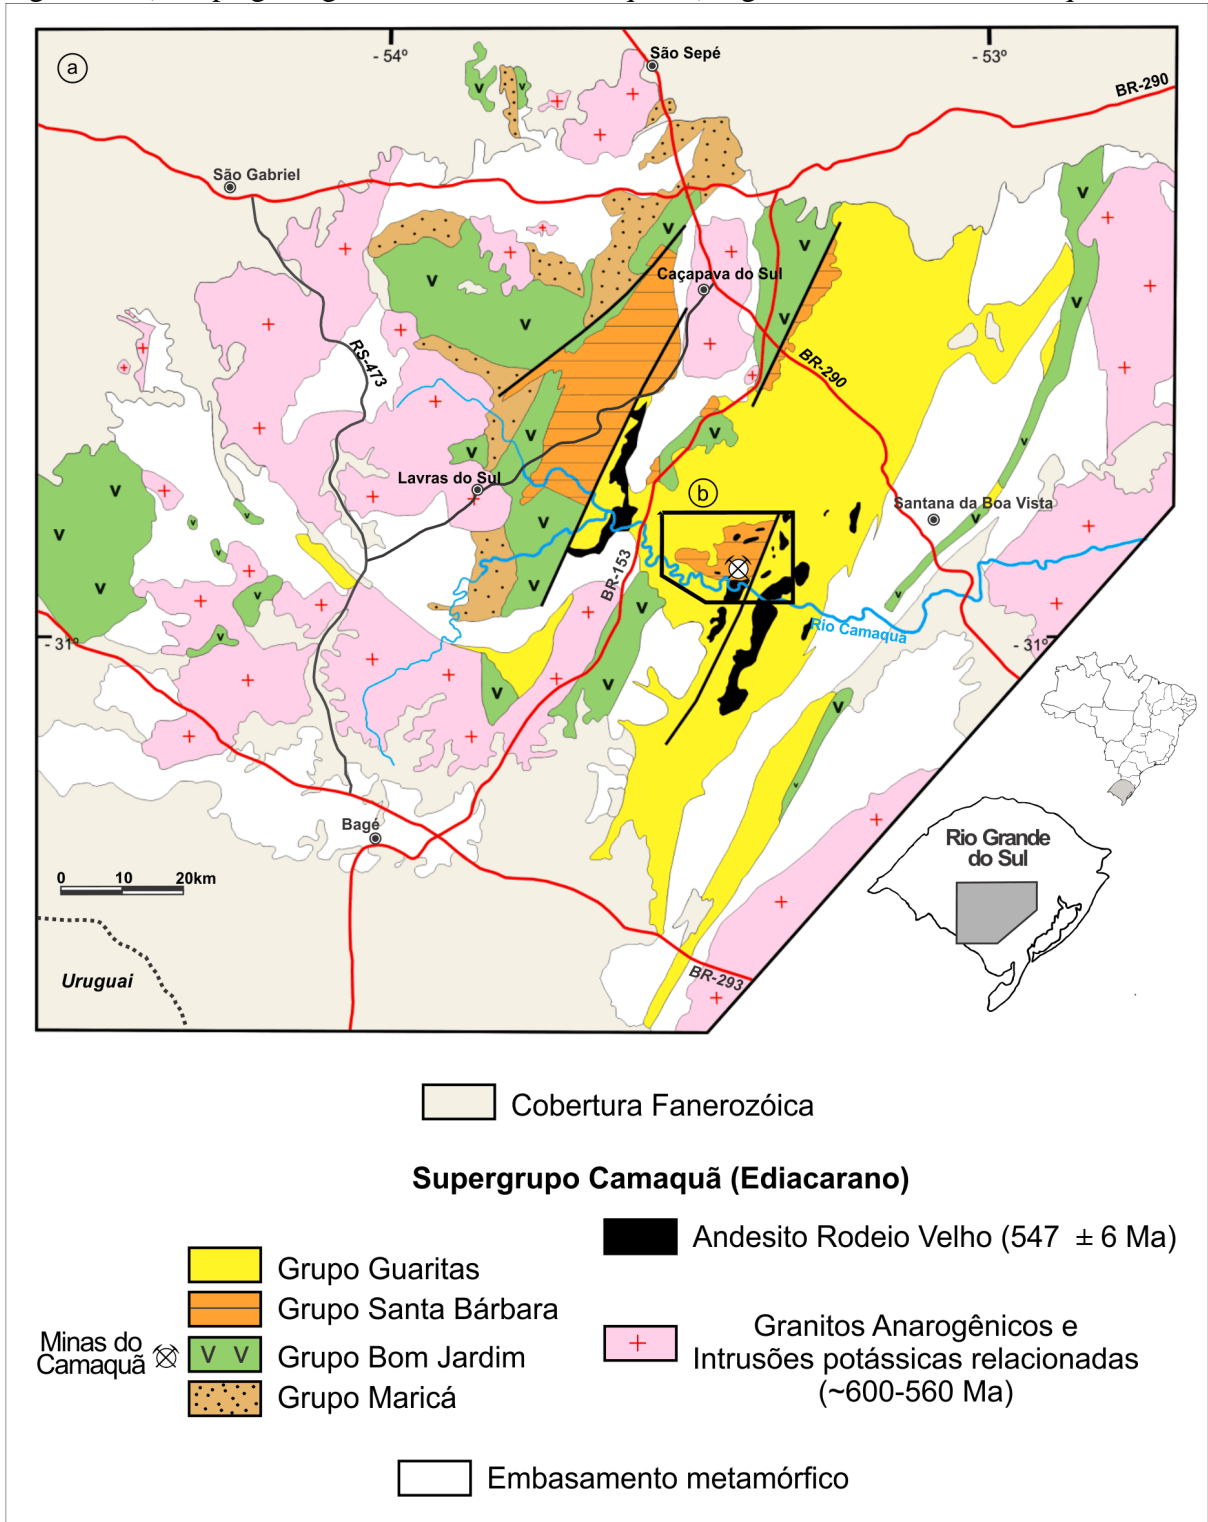 a
- 54º
- 53º
São Sepé
BR-290
São Gabriel
Caçapava do Sul
RS-473
BR-290
Lavras do Sul
b
Santana da Boa Vista
BR-153
Rio Camaquã
- 31º
- 31º
Bagé
0 10 20km
Uruguai
BR-293
Rio Grande
do Sul
Cobertura Fanerozóica
Supergrupo Camaquã (Ediacarano)
Andesito Rodeio Velho (547 ± 6 Ma)
Grupo Guaritas
Grupo Santa Bárbara
Minas do
Camaquã
V V
Grupo Bom Jardim
Grupo Maricá
Granitos Anarogênicos e
Intrusões potássicas relacionadas
(~600-560 Ma)
Embasamento metamórfico